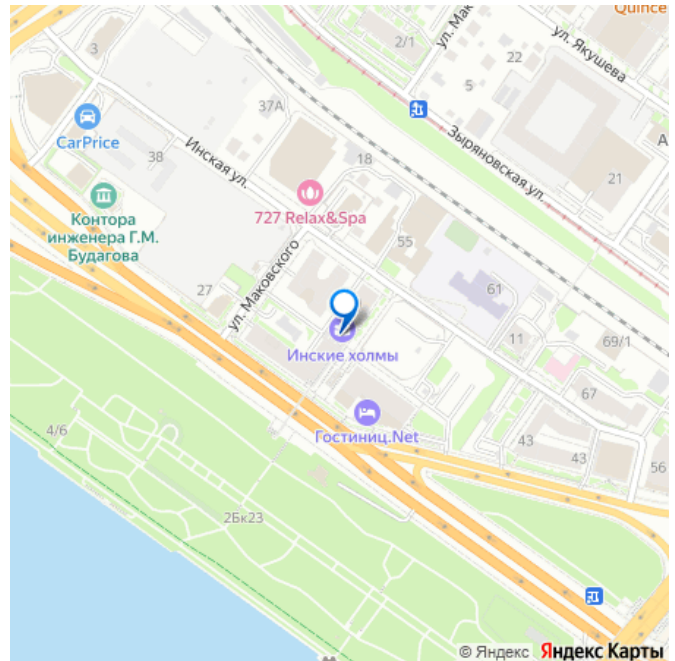 Quince
ул. Мак
2/1
ул. Якушева
3
22
5
37А
CarPrice
38
Инская ул.
Зыряновская ул.
А
18
21
727 Relax&Spa
Контора
инженера Г.М.
Будагова
55
ул. Маковского
27
61
Инские холмы
11
69/1
67
Гостиниц.Net
4/6
43
43
56
2Бк23
© Яндекс Яндекс Карты